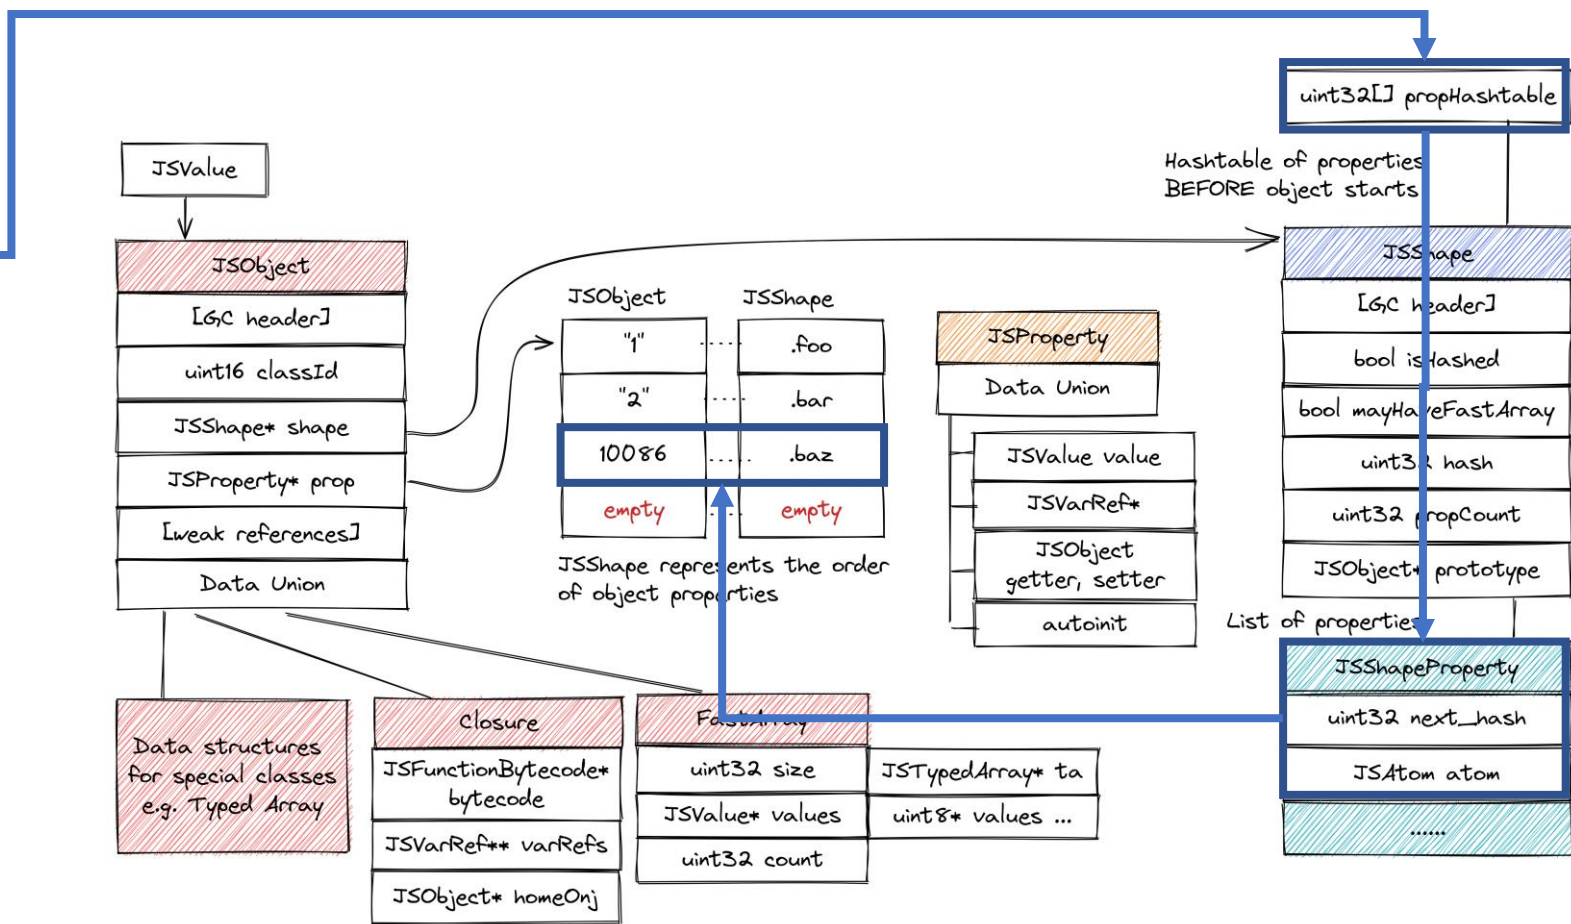 uint32[] propHashtable
Hashtable of properties
BEFORE object starts
JSValue
JSObject
[GC header]
uint16 classId
JSShape* shape
JSProperty* prop
[weak references]
Data Union
JSObject
JSShape
"1"
.foo
"2"
.bar
10086
.baz
empty
empty
JSShape represents the order
of object properties
JSProperty
Data Union
JSValue value
JSVarRef*
JSObject
getter, setter
autoinit
JSShape
[GC header]
bool isHashed
bool mayHaveFastArray
uint32 hash
uint32 propCount
JSObject* prototype
List of properties
JSShapeProperty
uint32 next_hash
JSAtom atom
......
Data structures
for special classes
e.g. Typed Array
Closure
JSFunctionBytecode*
bytecode
JSVarRef** varRefs
JSObject* homeOnj
FastArray
uint32 size
JSValue* values
uint32 count
JSTypedArray* ta
uint8* values ...